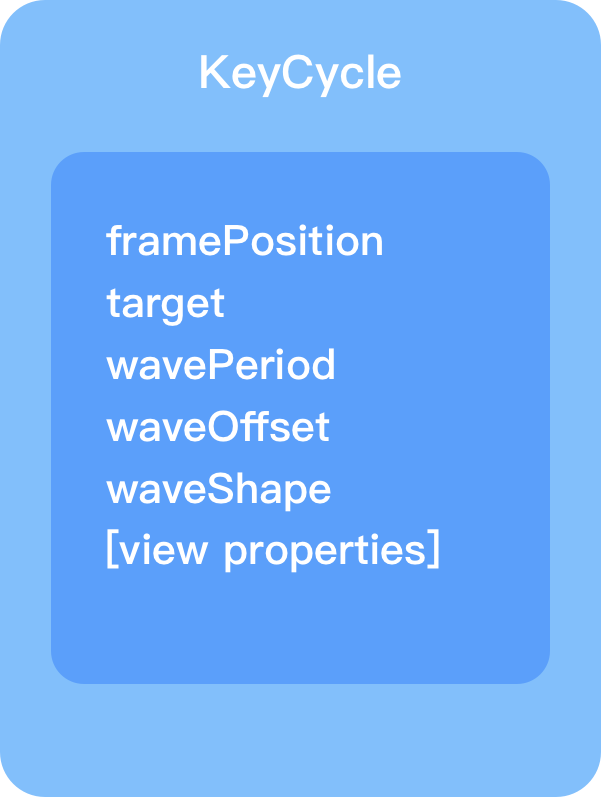 KeyCycle
framePosition
target
wavePeriod
waveOffset
waveShape
[view properties]